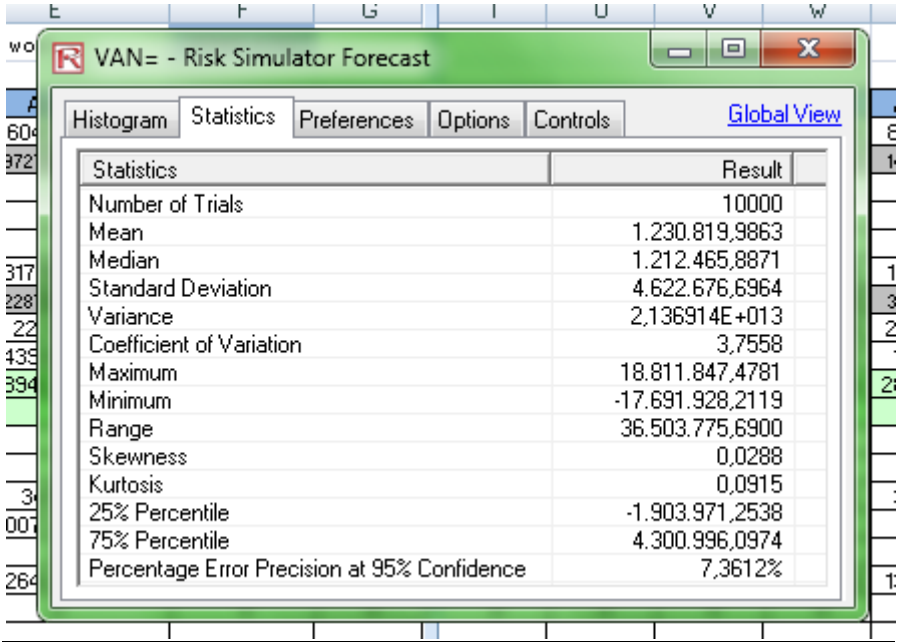 E F G T U V W
wo
VAN= - Risk Simulator Forecast
Histogram Statistics Preferences Options Controls Global View
Statistics Result
Number of Trials 10000
Mean 1.230.819,9863
Median 1.212.465,8871
Standard Deviation 4.622.676,6964
Variance 2,136914E+013
Coefficient of Variation 3,7558
Maximum 18.811.847,4781
Minimum -17.691.928,2119
Range 36.503.775,6900
Skewness 0,0288
Kurtosis 0,0915
25% Percentile -1.903.971,2538
75% Percentile 4.300.996,0974
Percentage Error Precision at 95% Confidence 7,3612%